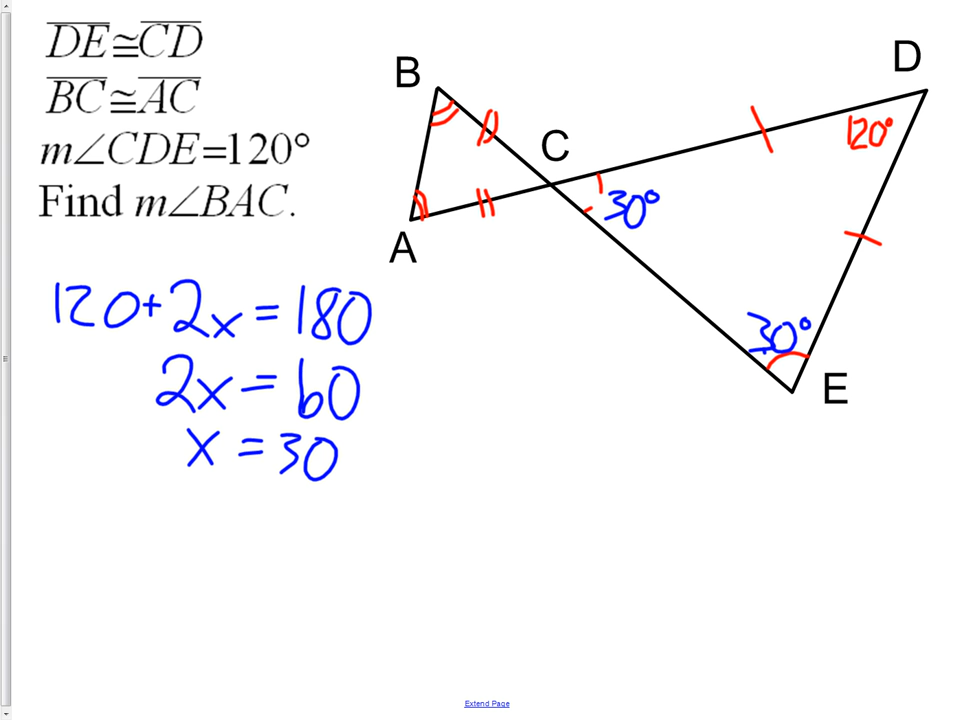 DE≅CD
BC≅AC
m∠CDE=120°
Find m∠BAC.
120+2x=180
2x=60
x=30
B
D
C
120°
30°
A
30°
E
Extend Page